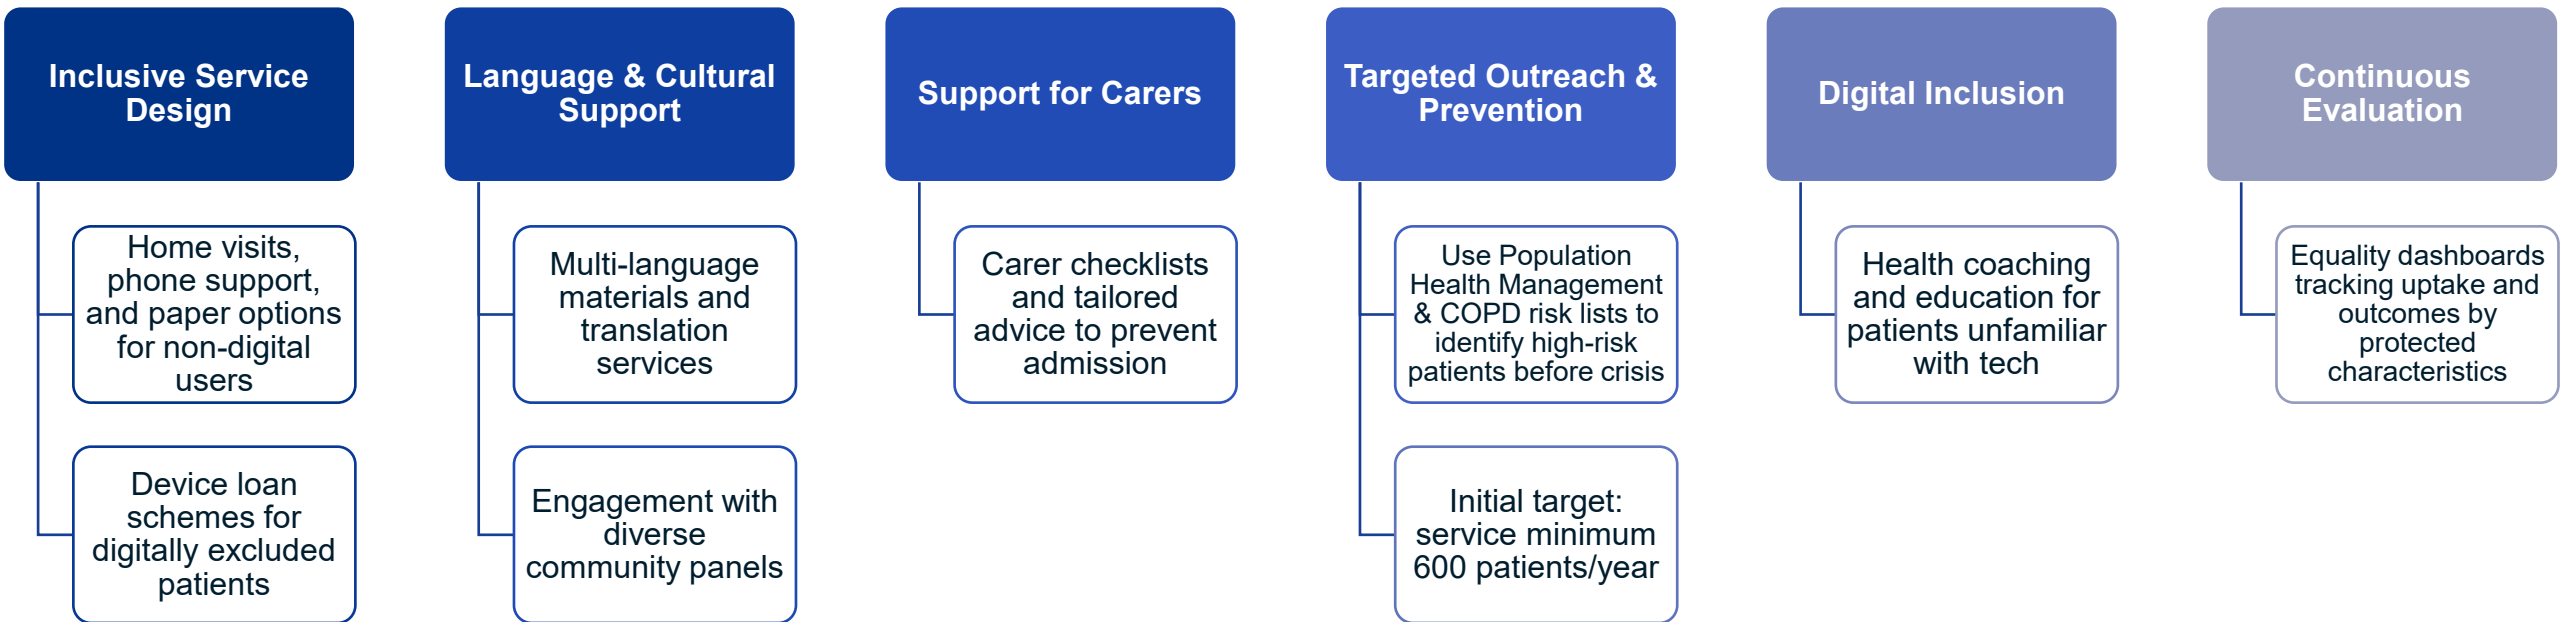 Inclusive Service
Design
Home visits,
phone support,
and paper options
for non-digital
users
Device loan
schemes for
digitally excluded
patients
Language & Cultural
Support
Multi-language
materials and
translation
services
Engagement with
diverse
community panels
Support for Carers
Carer checklists
and tailored
advice to prevent
admission
Targeted Outreach &
Prevention
Use Population
Health Management
& COPD risk lists to
identify high-risk
patients before crisis
Initial target:
service minimum
600 patients/year
Digital Inclusion
Health coaching
and education for
patients unfamiliar
with tech
Continuous
Evaluation
Equality dashboards
tracking uptake and
outcomes by
protected
characteristics